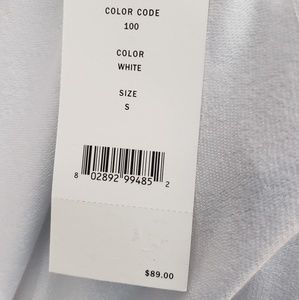 COLOR CODE
100
COLOR
WHITE
SIZE
S
8 02892 99485 2
$89.00